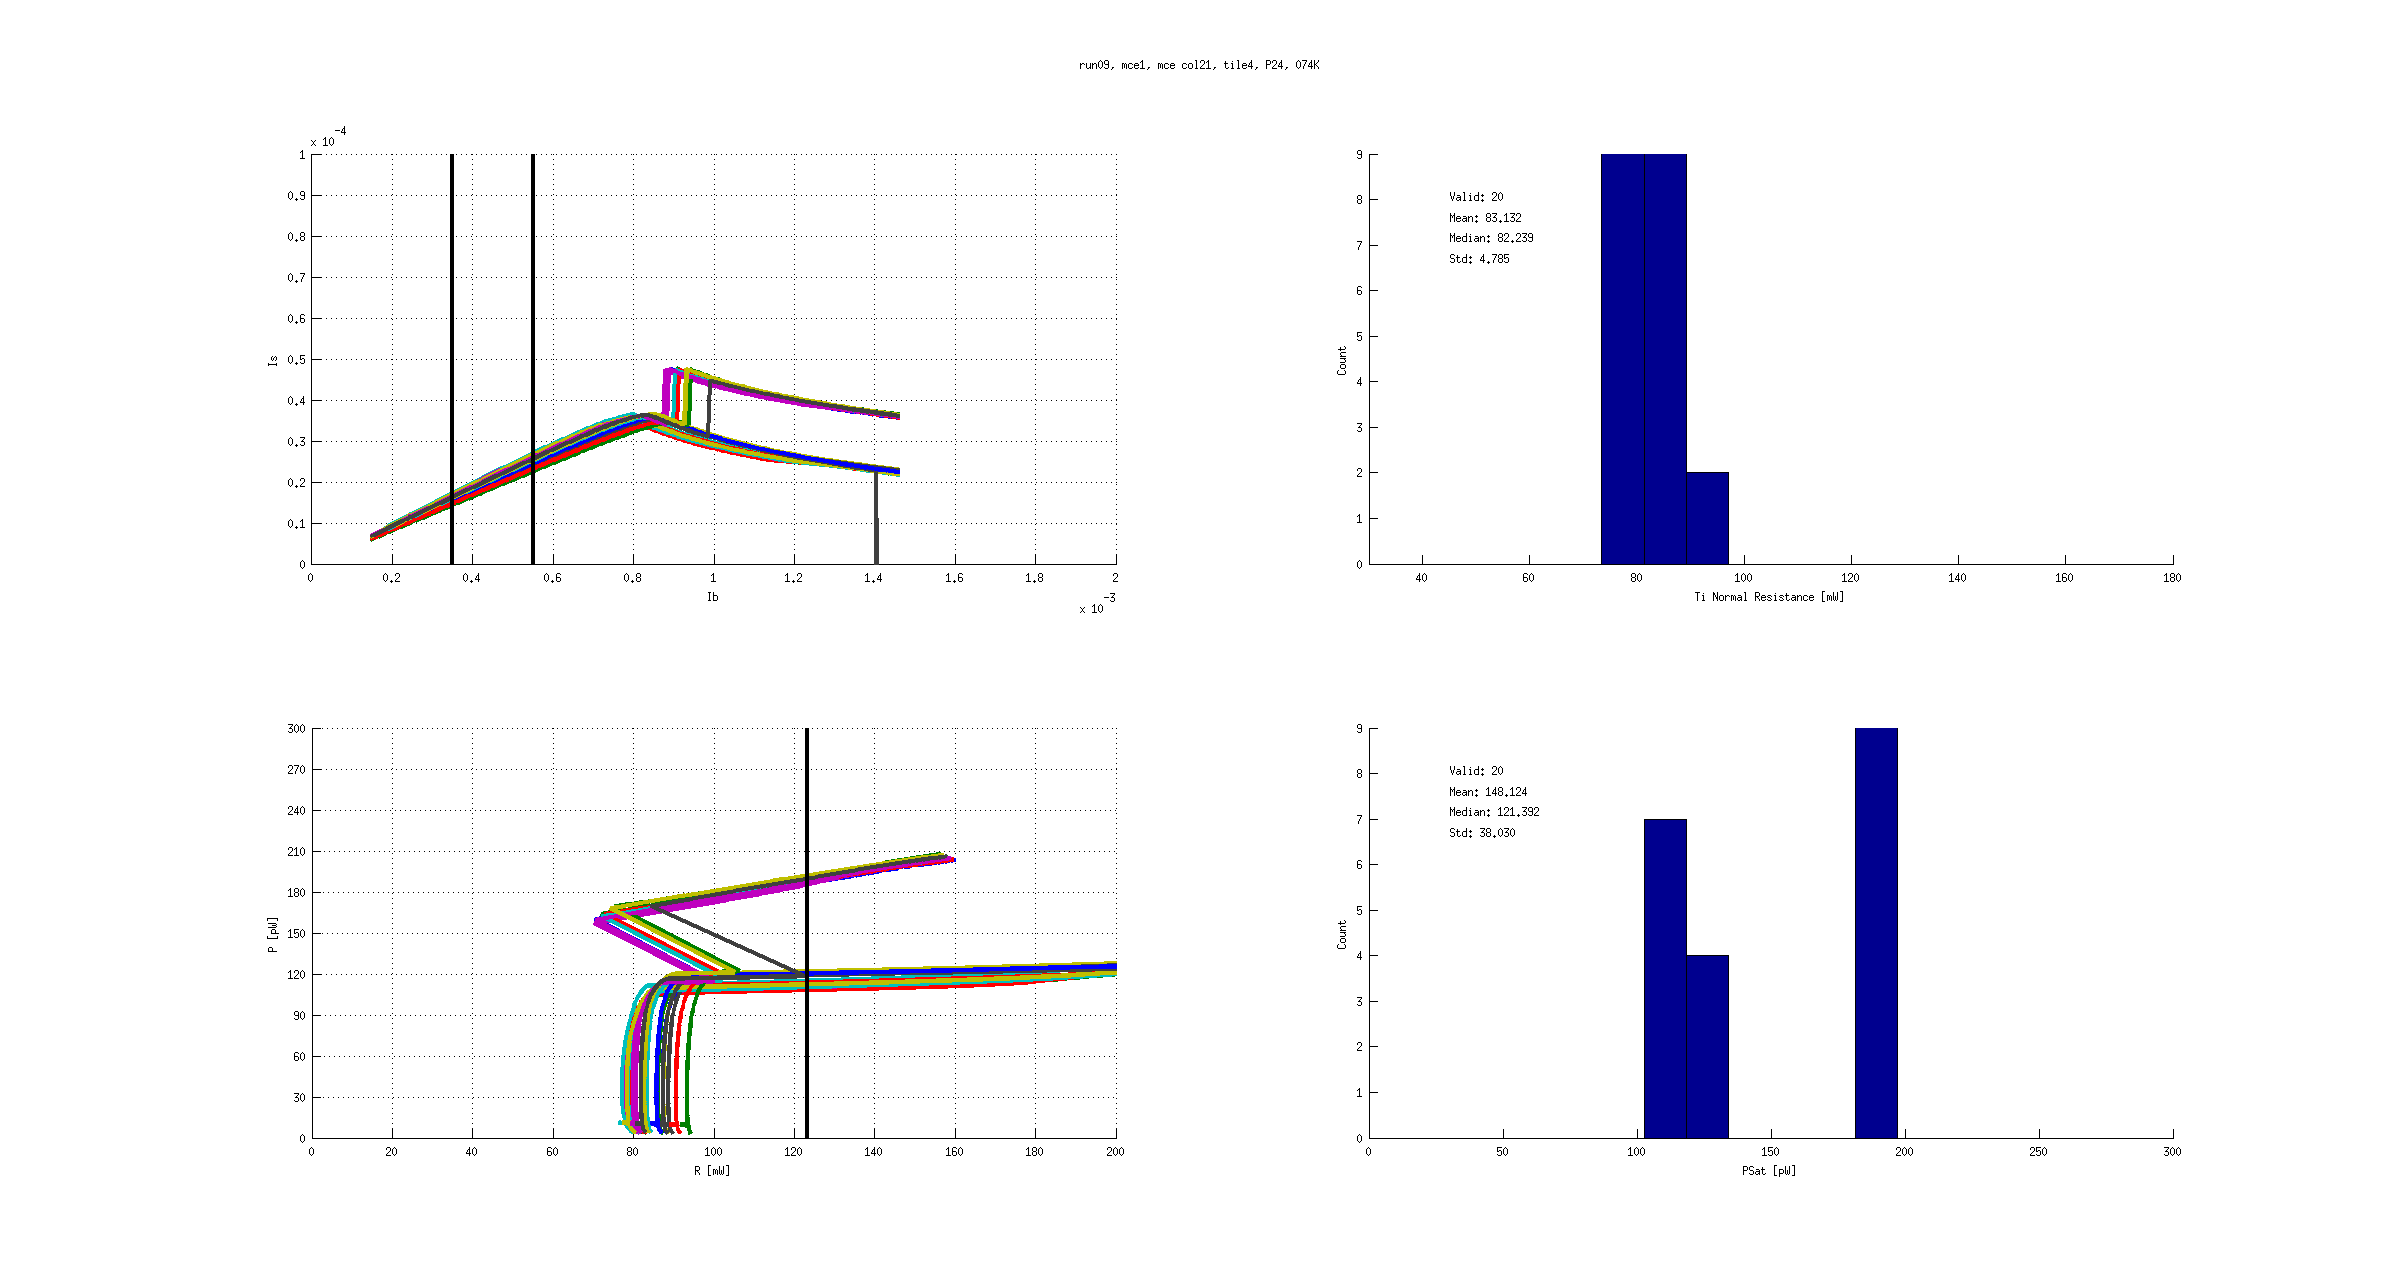 run09, mce1, mce col21, tile4, P24, 074K
x 10^-4
1
0.9
0.8
0.7
0.6
0.5
0.4
0.3
0.2
0.1
0
Is
0 0.2 0.4 0.6 0.8 1 1.2 1.4 1.6 1.8 2
Ib
x 10^-3
9
8
7
6
5
4
3
2
1
0
Count
Valid: 20
Mean: 83.132
Median: 82.239
Std: 4.785
40 60 80 100 120 140 160 180
Ti Normal Resistance [mW]
300
270
240
210
180
150
120
90
60
30
0
P [pW]
0 20 40 60 80 100 120 140 160 180 200
R [mW]
9
8
7
6
5
4
3
2
1
0
Count
Valid: 20
Mean: 148.124
Median: 121.392
Std: 38.030
0 50 100 150 200 250 300
PSat [pW]